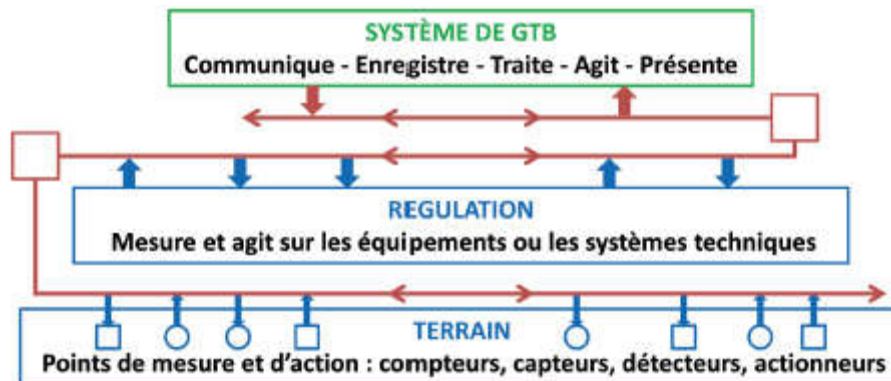 SYSTÈME DE GTB
Communique - Enregistre - Traite - Agit - Présente
REGULATION
Mesure et agit sur les équipements ou les systèmes techniques
TERRAIN
Points de mesure et d'action : compteurs, capteurs, détecteurs, actionneurs